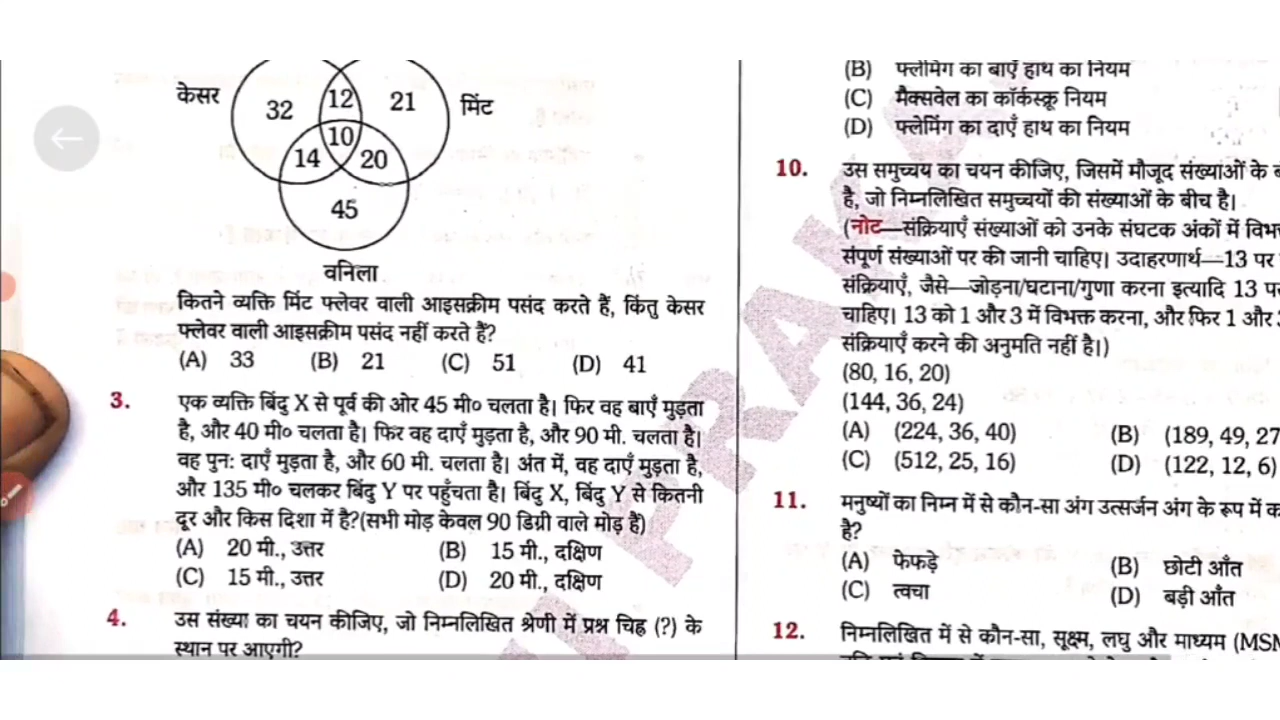 केसर
32
12
21
मिंट
10
14
20
45
वनिला
कितने व्यक्ति मिंट फ्लेवर वाली आइसक्रीम पसंद करते हैं, किंतु केसर
फ्लेवर वाली आइसक्रीम पसंद नहीं करते हैं?
(A) 33 (B) 21 (C) 51 (D) 41
3. एक व्यक्ति बिंदु X से पूर्व की ओर 45 मी० चलता है। फिर वह बाएँ मुड़ता
है, और 40 मी० चलता है। फिर वह दाएँ मुड़ता है, और 90 मी. चलता है।
वह पुन: दाएँ मुड़ता है, और 60 मी. चलता है। अंत में, वह दाएँ मुड़ता है,
और 135 मी० चलकर बिंदु Y पर पहुँचता है। बिंदु X, बिंदु Y से कितनी
दूर और किस दिशा में है?(सभी मोड़ केवल 90 डिग्री वाले मोड़ हैं)
(A) 20 मी., उत्तर (B) 15 मी., दक्षिण
(C) 15 मी., उत्तर (D) 20 मी., दक्षिण
4. उस संख्या का चयन कीजिए, जो निम्नलिखित श्रेणी में प्रश्न चिह्न (?) के
स्थान पर आएगी?
(B) फ्लेमिंग का बाएँ हाथ का नियम
(C) मैक्सवेल का कॉर्कस्क्रू नियम
(D) फ्लेमिंग का दाएँ हाथ का नियम
10. उस समुच्चय का चयन कीजिए, जिसमें मौजूद संख्याओं के
है, जो निम्नलिखित समुच्चयों की संख्याओं के बीच है।
(नोट—संक्रियाएँ संख्याओं को उनके संघटक अंकों में
संपूर्ण संख्याओं पर की जानी चाहिए। उदाहरणार्थ—13 पर
संक्रियाएँ, जैसे—जोड़ना/घटाना/गुणा करना इत्यादि 13
चाहिए। 13 को 1 और 3 में विभक्त करना, और फिर 1 और
संक्रियाएँ करने की अनुमति नहीं है।)
(80, 16, 20)
(144, 36, 24)
(A) (224, 36, 40) (B) (189, 49, 27
(C) (512, 25, 16) (D) (122, 12, 6)
11. मनुष्यों का निम्न में से कौन-सा अंग उत्सर्जन अंग के रूप में
है?
(A) फेफड़े (B) छोटी आँत
(C) त्वचा (D) बड़ी आँत
12. निम्नलिखित में से कौन-सा, सूक्ष्म, लघु और माध्यम (MSM